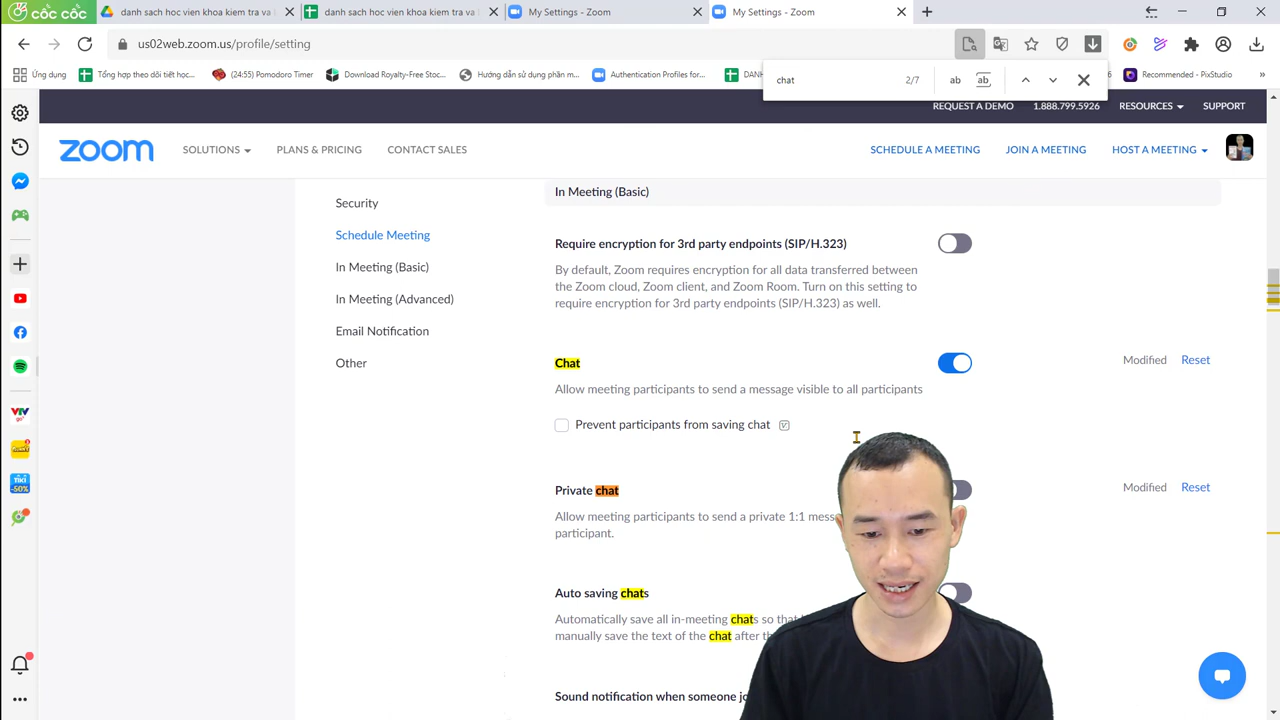 cốc cốc
danh sach hoc vien khoa kiem tra va
danh sach hoc vien khoa kiem tra va
My Settings - Zoom
My Settings - Zoom
us02web.zoom.us/profile/setting
Ứng dụng
Tổng hợp theo dõi tiết học...
(24:55) Pomodoro Timer
Download Royalty-Free Stoc...
Hướng dẫn sử dụng phần m...
Authentication Profiles for...
DAN
Recommended - PixStudio
»
chat
2/7
ab
ab
REQUEST A DEMO
1.888.799.5926
RESOURCES
SUPPORT
zoom
SOLUTIONS
PLANS & PRICING
CONTACT SALES
SCHEDULE A MEETING
JOIN A MEETING
HOST A MEETING
Security
Schedule Meeting
In Meeting (Basic)
In Meeting (Advanced)
Email Notification
Other
In Meeting (Basic)
Require encryption for 3rd party endpoints (SIP/H.323)
By default, Zoom requires encryption for all data transferred between
the Zoom cloud, Zoom client, and Zoom Room. Turn on this setting to
require encryption for 3rd party endpoints (SIP/H.323) as well.
Chat
Modified
Reset
Allow meeting participants to send a message visible to all participants
Prevent participants from saving chat
Private chat
Modified
Reset
Allow meeting participants to send a private 1:1
participant.
Auto saving chats
Automatically save all in-meeting chats so that
manually save the text of the chat after
Sound notification when someone
VTV
go
TIKI
-50%